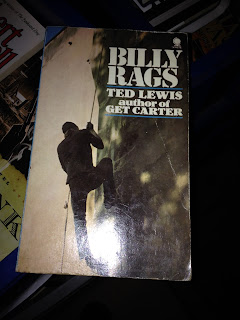 BILLY
RAGS
TED LEWIS
author of
GET CARTER